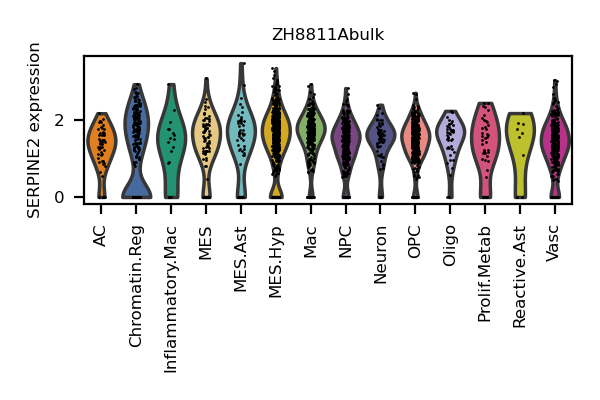 ZH8811Abulk
SERPINE2 expression
2
0
AC
Chromatin.Reg
Inflammatory.Mac
MES
MES.Ast
MES.Hyp
Mac
NPC
Neuron
OPC
Oligo
Prolif.Metab
Reactive.Ast
Vasc